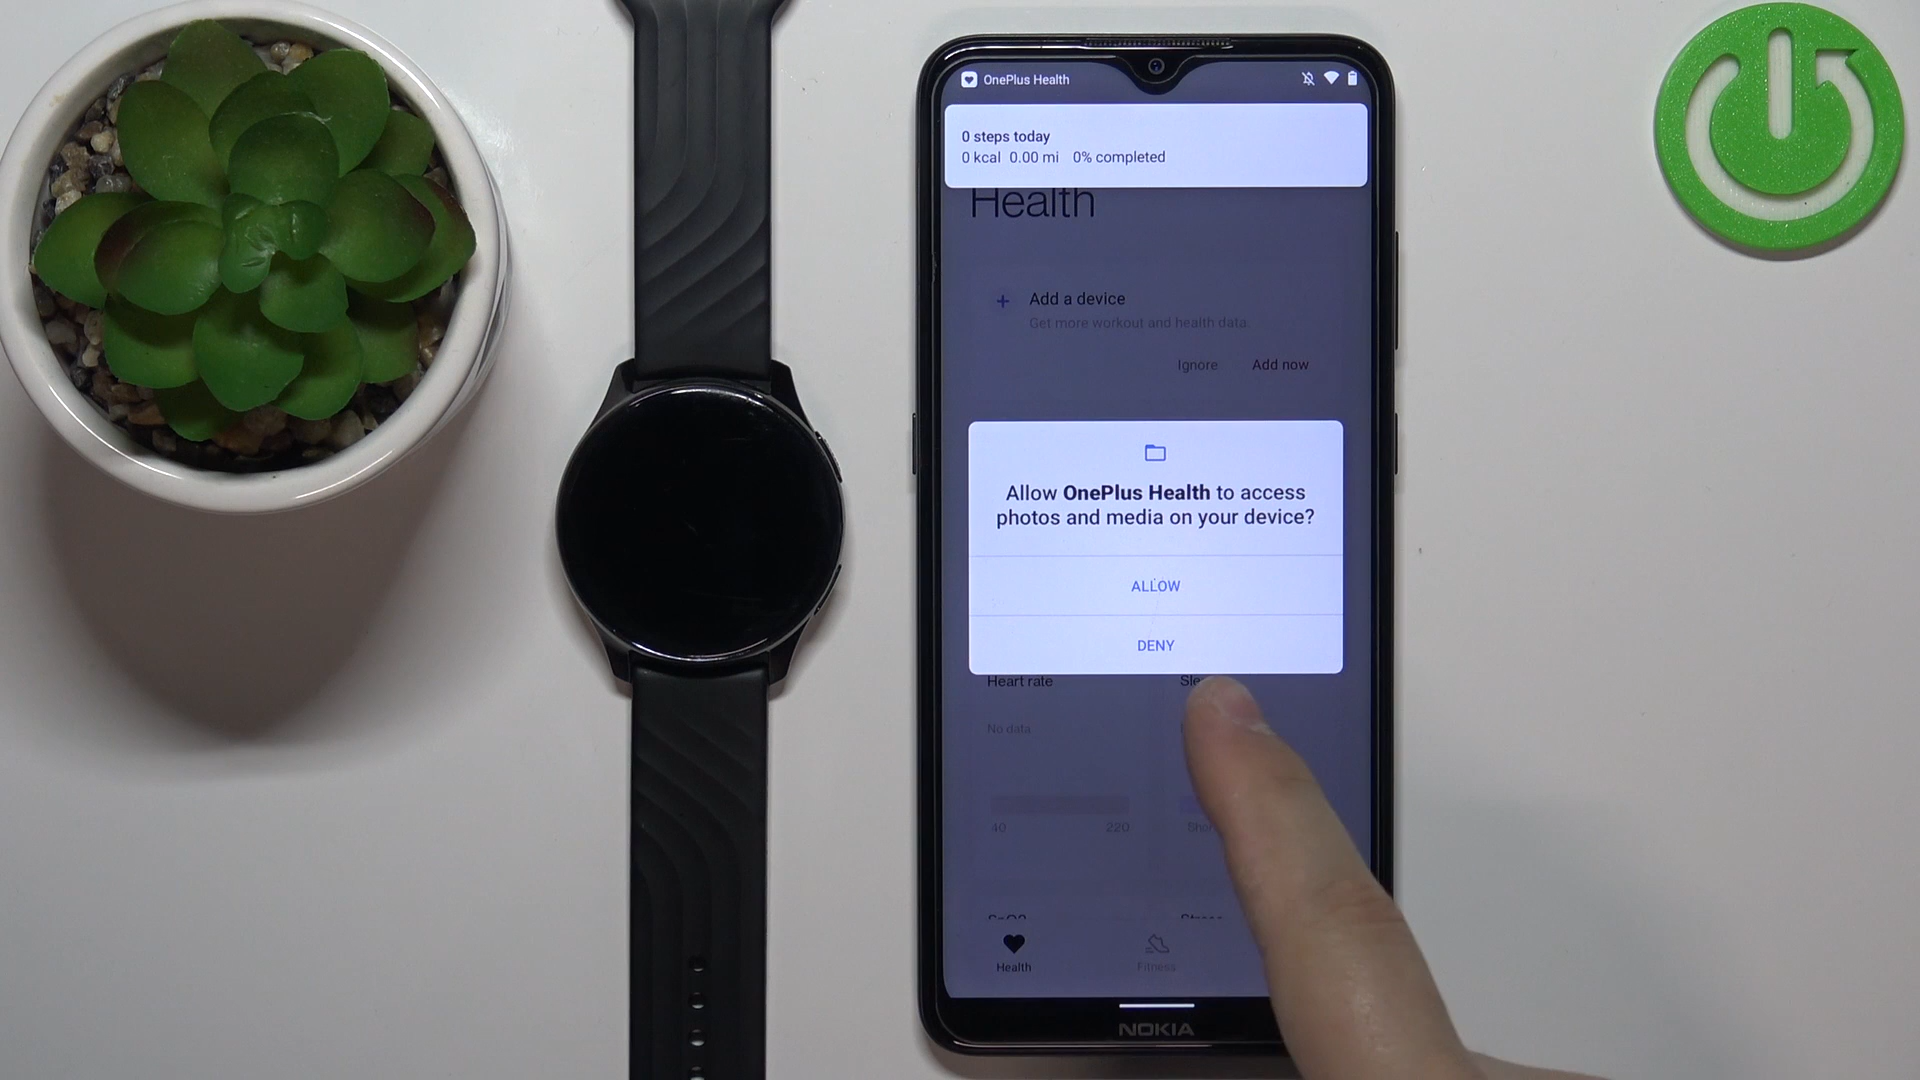 OnePlus Health
0 steps today
0 kcal 0.00 mi 0% completed
Health
Add a device
Get more workout and health data.
Ignore Add now
Allow OnePlus Health to access
photos and media on your device?
ALLOW
DENY
Heart rate
No data
40 220
Health Fitness
NOKIA